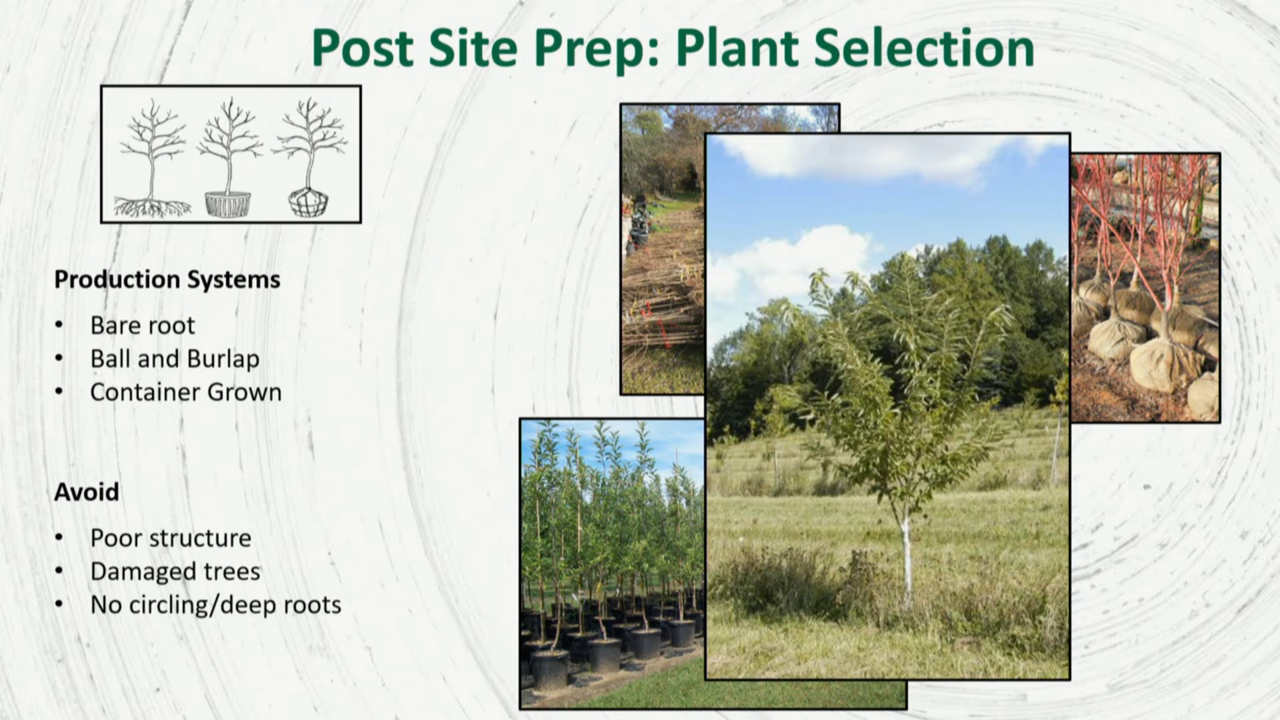 Post Site Prep: Plant Selection
Production Systems
• Bare root
• Ball and Burlap
• Container Grown
Avoid
• Poor structure
• Damaged trees
• No circling/deep roots